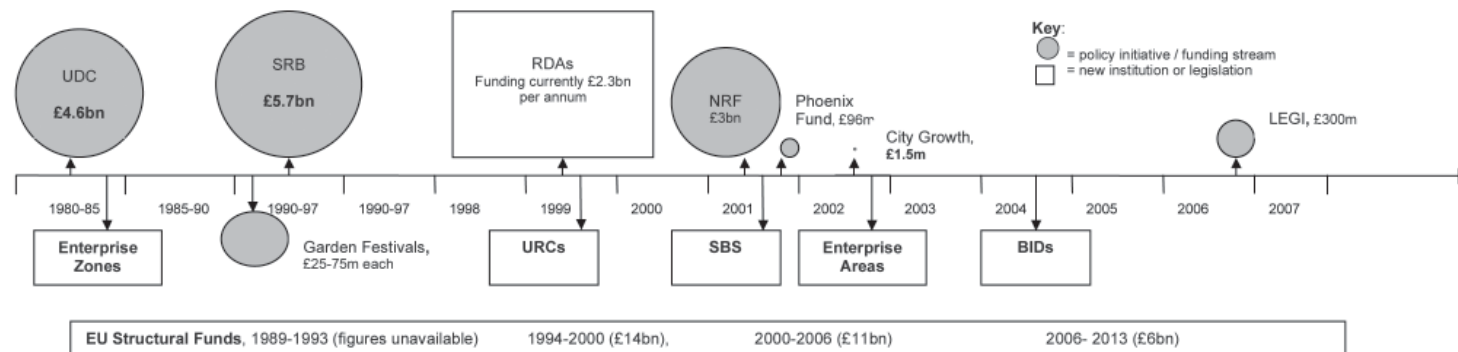 Key:
= policy initiative / funding stream
= new institution or legislation
UDC
£4.6bn
SRB
£5.7bn
RDAs
Funding currently £2.3bn
per annum
NRF
£3bn
Phoenix
Fund, £96m
City Growth,
£1.5m
LEGI, £300m
1980-85
1985-90
1990-97
1990-97
1998
1999
2000
2001
2002
2003
2004
2005
2006
2007
Enterprise
Zones
Garden Festivals,
£25-75m each
URCs
SBS
Enterprise
Areas
BIDs
EU Structural Funds, 1989-1993 (figures unavailable) 1994-2000 (£14bn), 2000-2006 (£11bn) 2006- 2013 (£6bn)